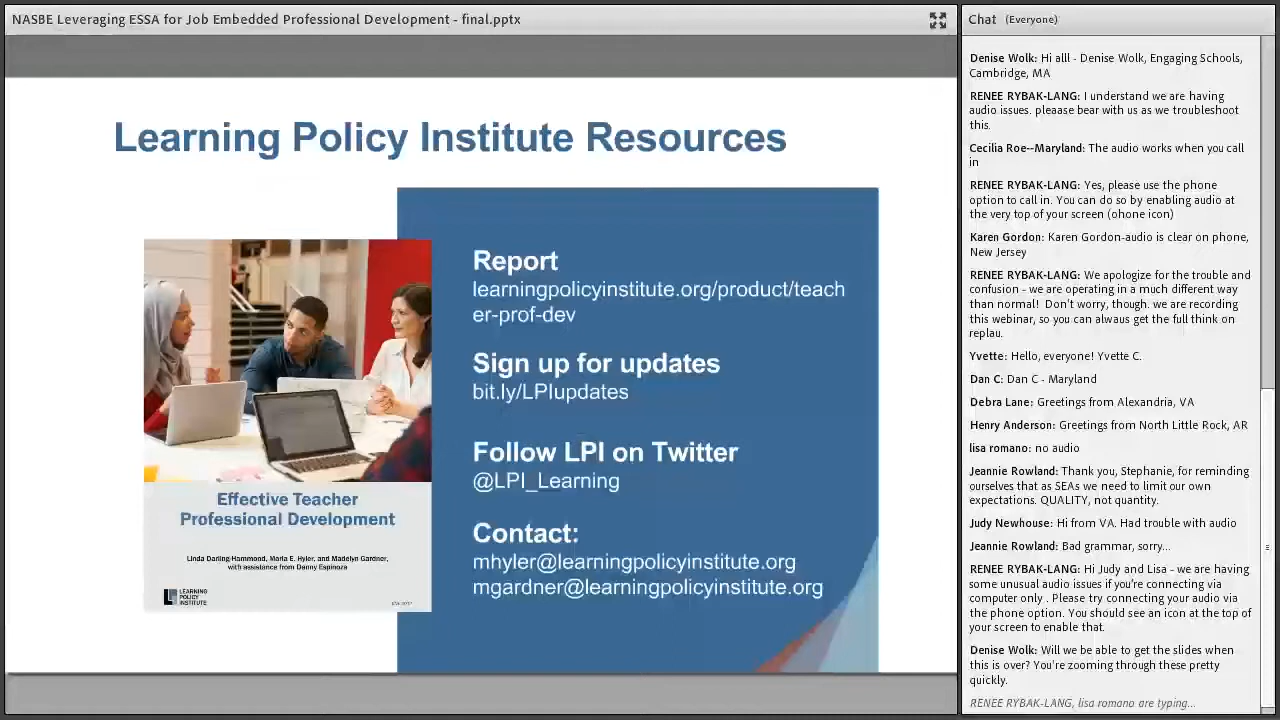 NASBE Leveraging ESSA for Job Embedded Professional Development - final.pptx
Learning Policy Institute Resources
Effective Teacher
Professional Development
Linda Darling-Hammond, Maria E. Hyler, and Madelyn Gardner,
with assistance from Danny Espinoza
LEARNING
POLICY
INSTITUTE
Report
learningpolicyinstitute.org/product/teach
er-prof-dev
Sign up for updates
bit.ly/LPIupdates
Follow LPI on Twitter
@LPI_Learning
Contact:
mhyler@learningpolicyinstitute.org
mgardner@learningpolicyinstitute.org
Chat (Everyone)
Denise Wolk: Hi alll - Denise Wolk, Engaging Schools,
Cambridge, MA
RENEE RYBAK-LANG: I understand we are having
audio issues. pleaase bear with us as we troubleshoot
this.
Cecilia Roe--Maryland: The audio works when you call
in
RENEE RYBAK-LANG: Yes, please use the phone
option to call in. You can do so by enabling audio at
the very top of your screen (ohone icon)
Karen Gordon: Karen Gordon-audio is clear on phone,
New Jersey
RENEE RYBAK-LANG: We apologize for the trouble and
confusion - we are operating in a much different way
than normal! Don't worry, though. we are recording
this webinar, so you can always get the full think on
replau.
Yvette: Hello, everyone! Yvette C.
Dan C: Dan C - Maryland
Debra Lane: Greetings from Alexandria, VA
Henry Anderson: Greetings from North Little Rock, AR
lisa romano: no audio
Jeannie Rowland: Thank you, Stephanie, for reminding
ourselves that as SEAs we need to limit our own
expectations. QUALITY, not quantity.
Judy Newhouse: Hi from VA. Had trouble with audio
Jeannie Rowland: Bad grammar, sorry...
RENEE RYBAK-LANG: Hi Judy and Lisa - we are having
some unusual audio issues if you're connecting via
computer only . Please try connecting your audio via
the phone option. You should see an icon at the top of
your screen to enable that.
Denise Wolk: Will we be able to get the slides when
this is over? You're zooming through these pretty
quickly.
RENEE RYBAK-LANG, lisa romano are typing...